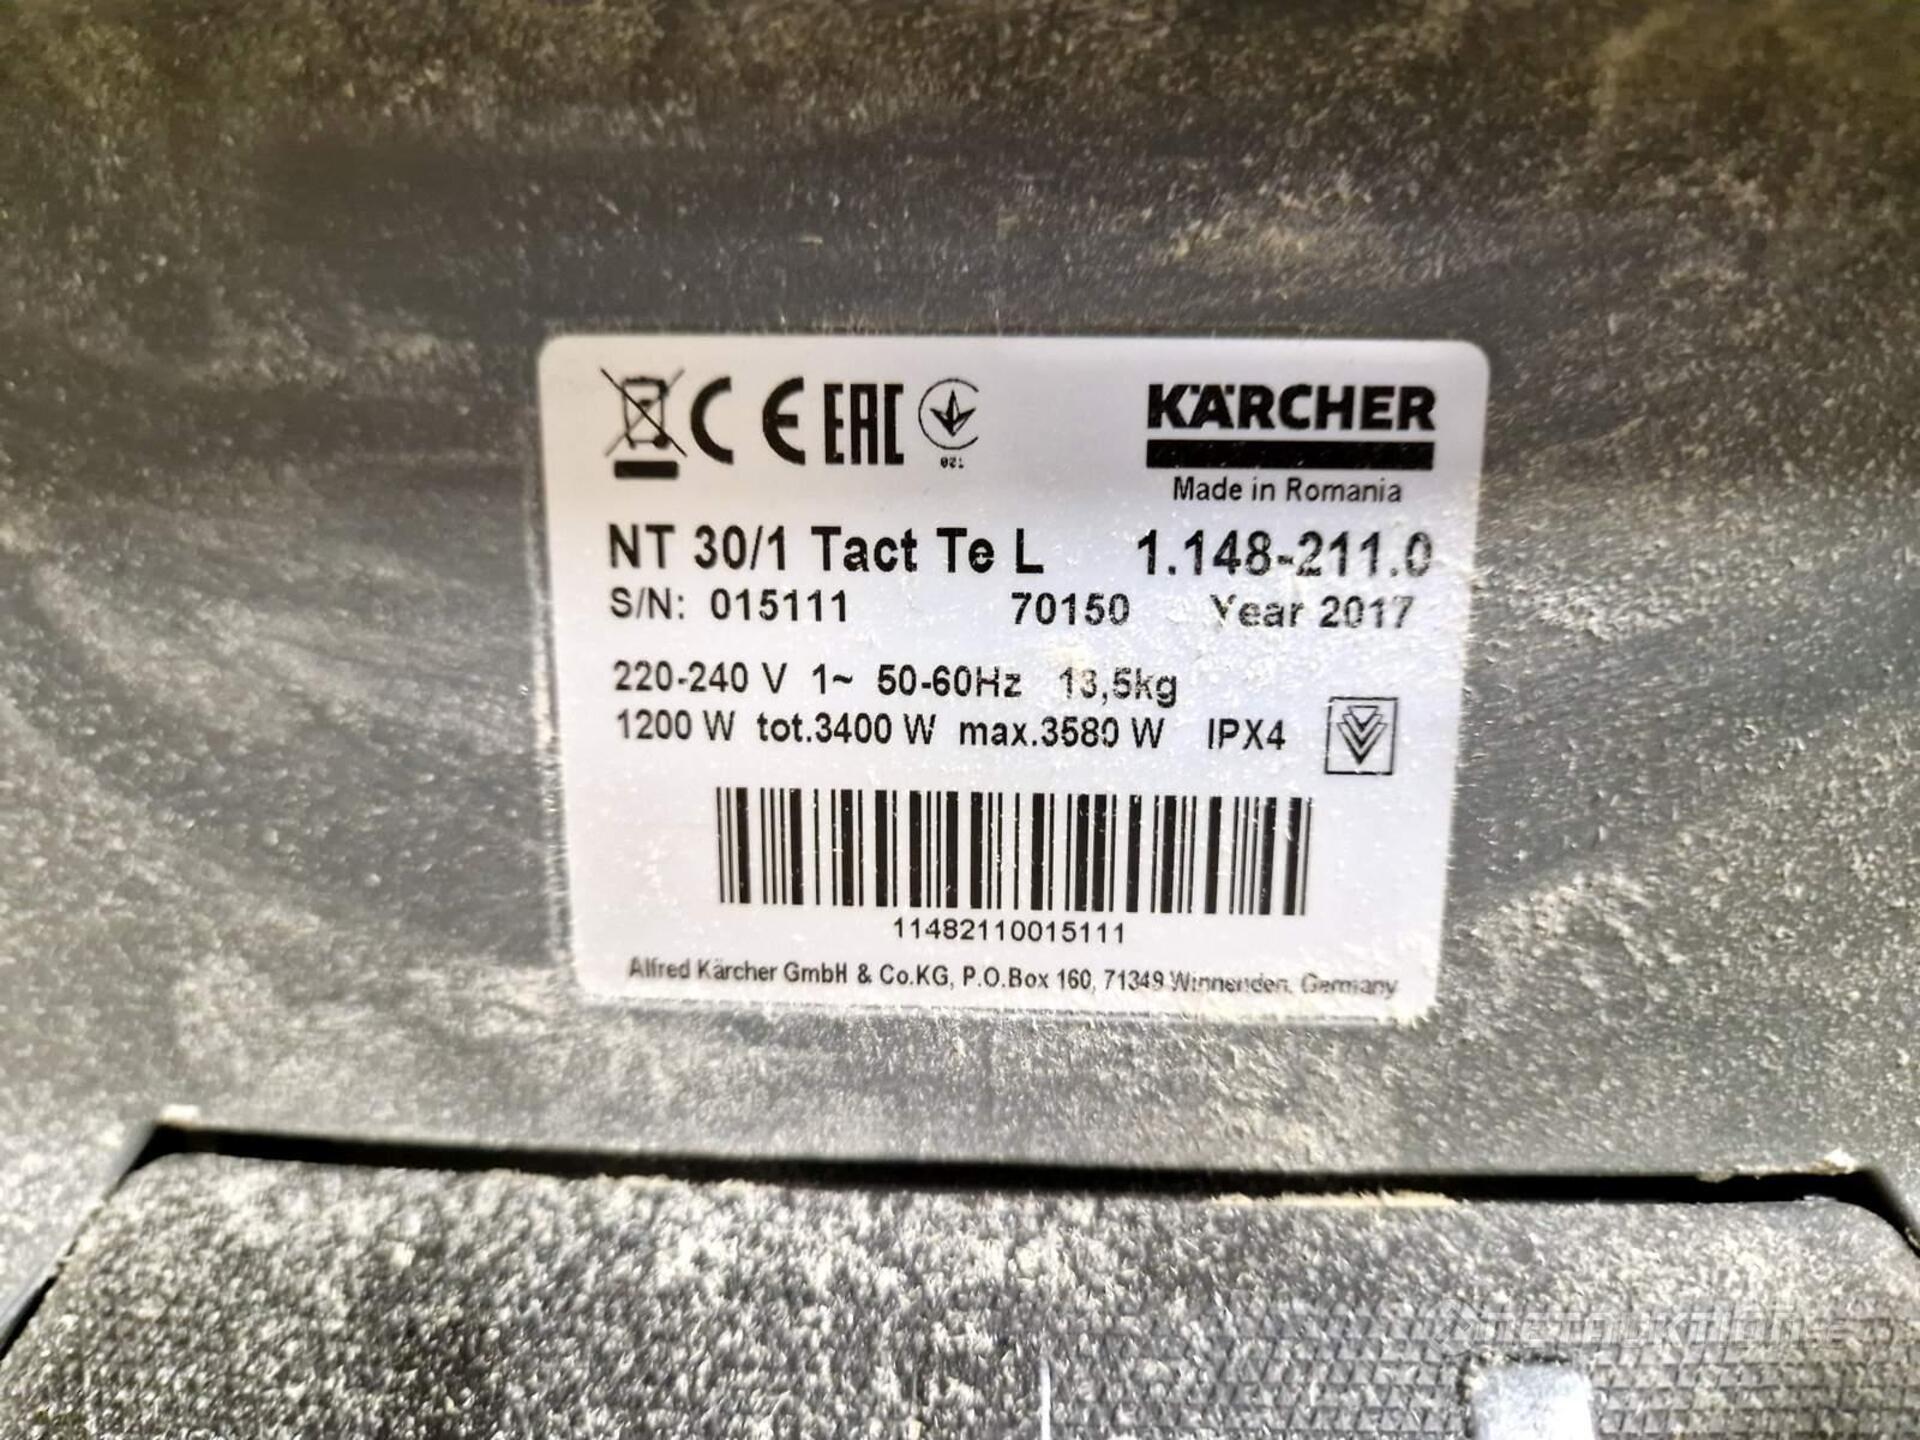 CE EAC
120
KÄRCHER
Made in Romania
NT 30/1 Tact Te L 1.148-211.0
S/N: 015111 70150 Year 2017
220-240 V 1~ 50-60Hz 13,5kg
1200 W tot.3400 W max.3580 W IPX4
11482110015111
Alfred Kärcher GmbH & Co.KG, P.O.Box 160, 71349 Winnenden, Germany